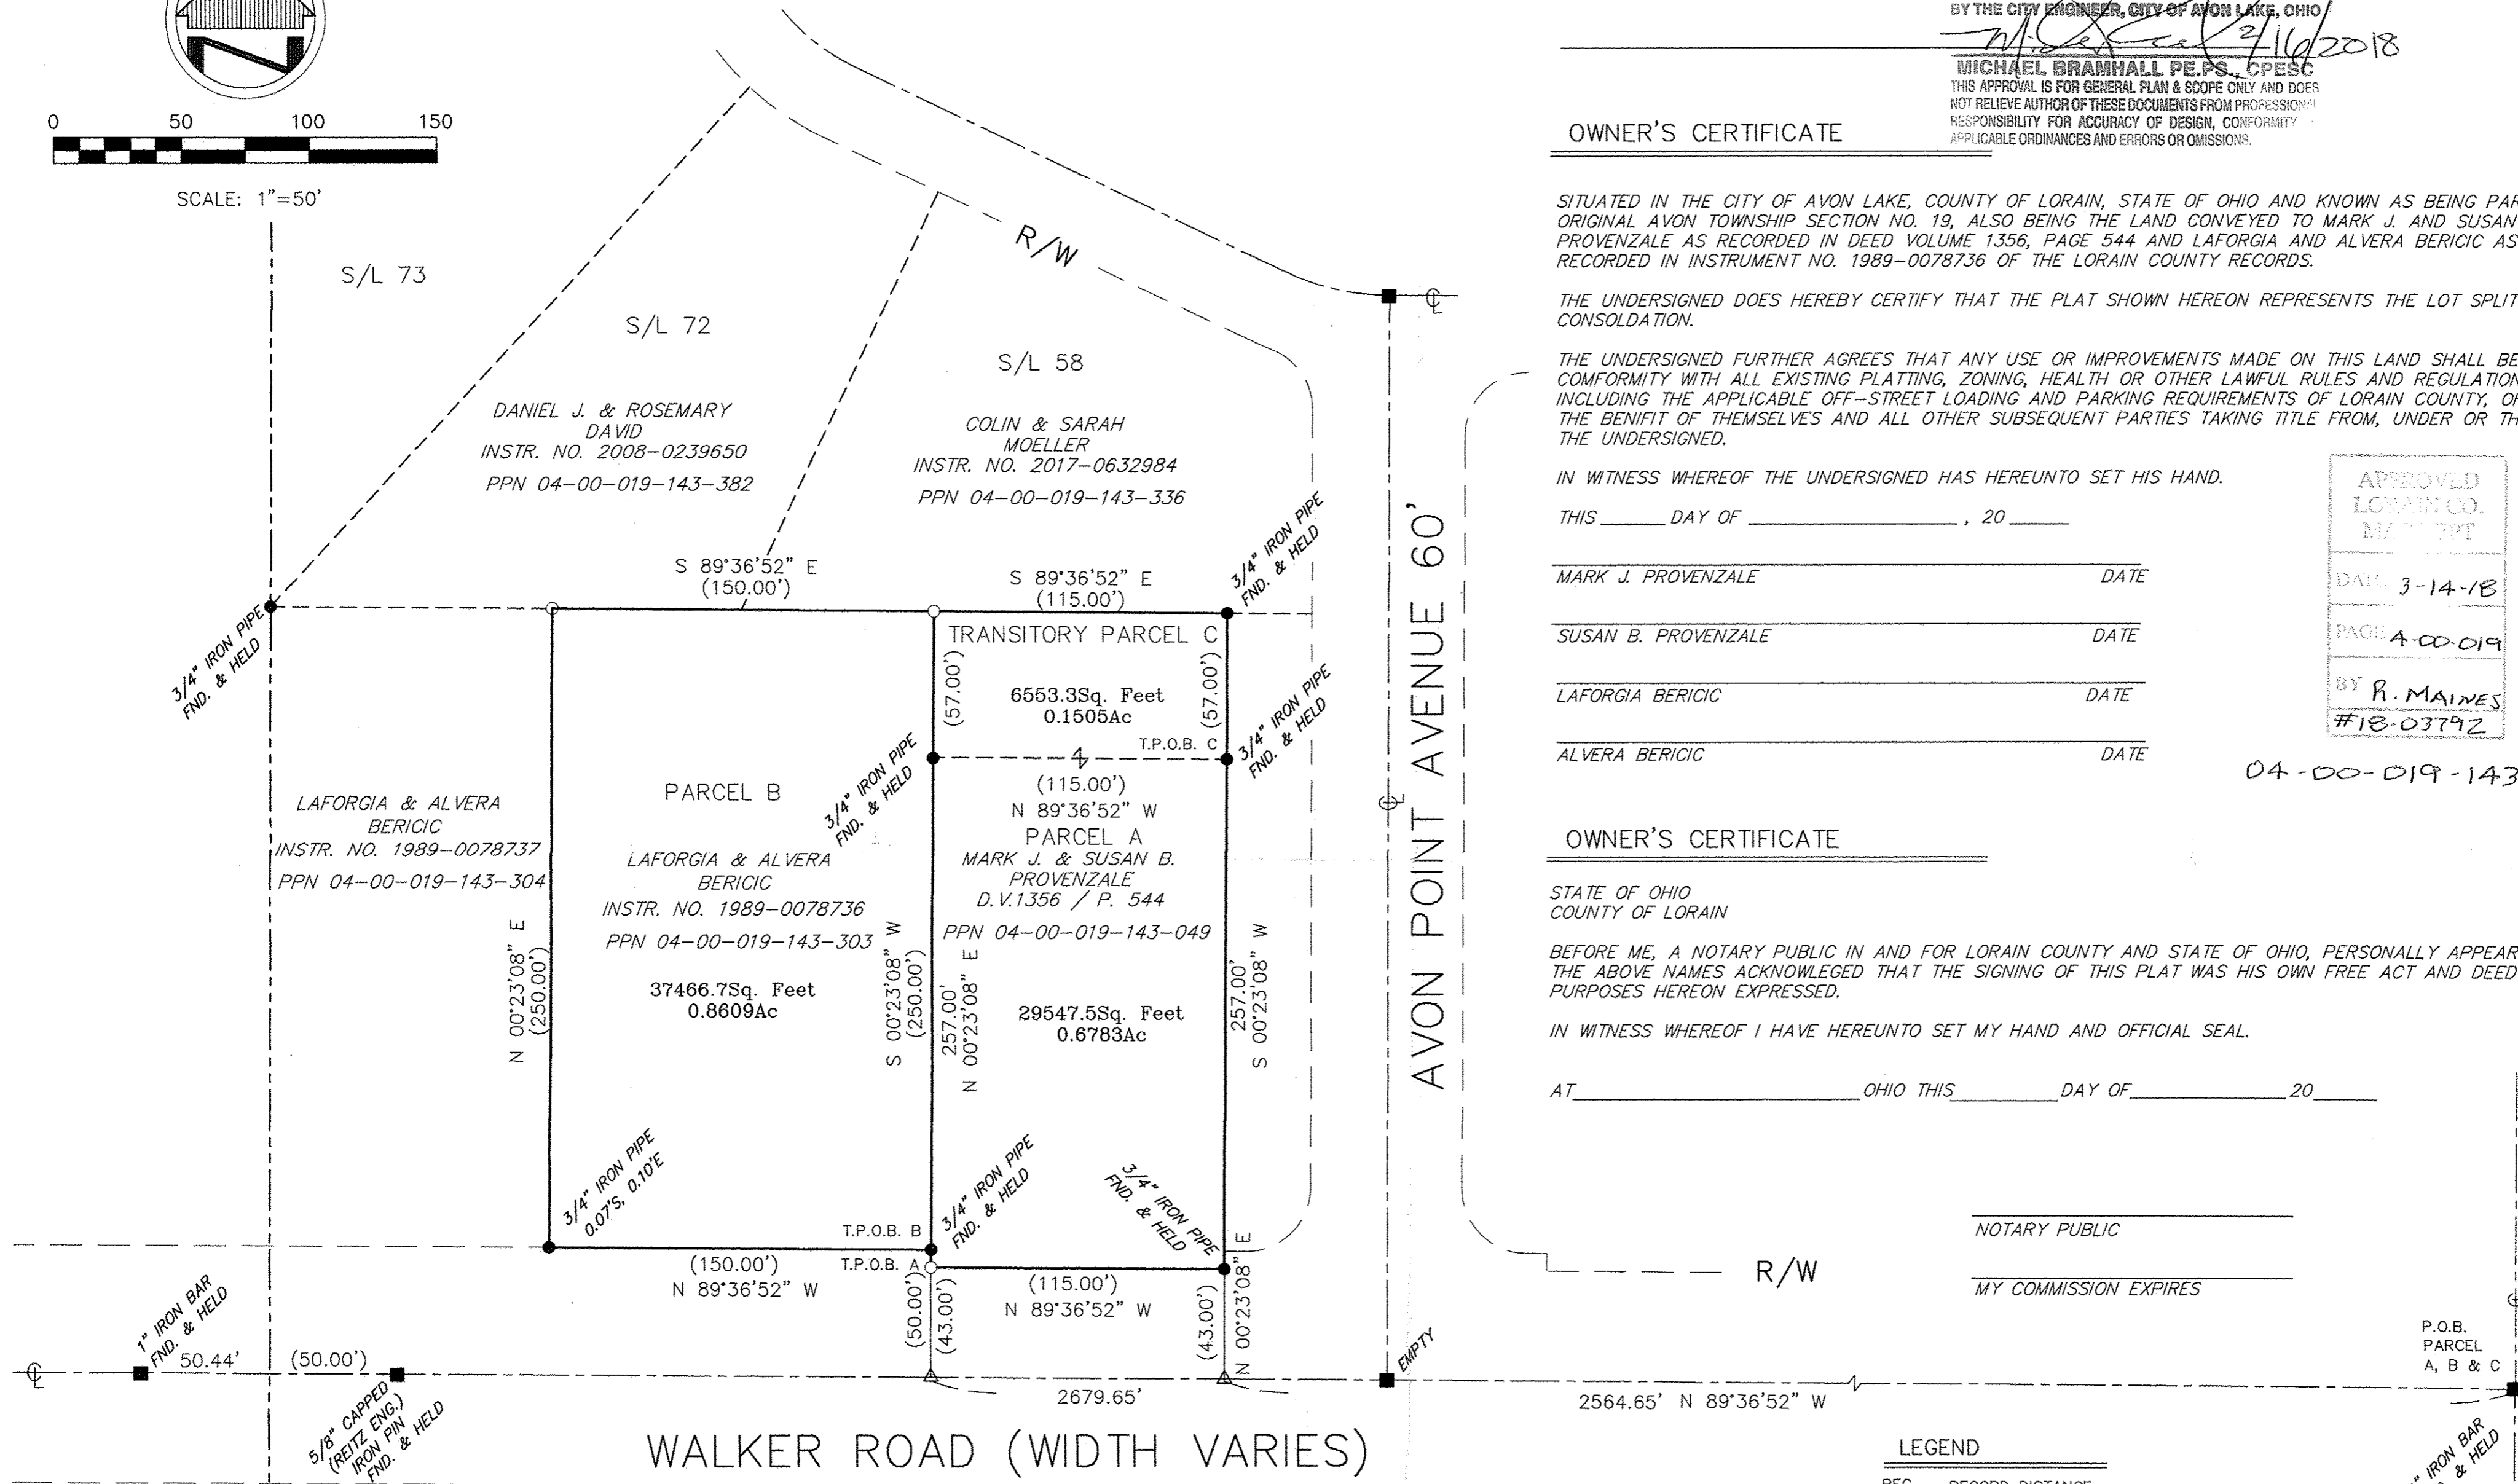 0 50 100 150
SCALE: 1"=50'
S/L 73
S/L 72
DANIEL J. & ROSEMARY
DAVID
INSTR. NO. 2008-0239650
PPN 04-00-019-143-382
S/L 58
COLIN & SARAH
MOELLER
INSTR. NO. 2017-0632984
PPN 04-00-019-143-336
R/W
3/4" IRON PIPE
FND. & HELD
S 89°36'52" E
(150.00')
S 89°36'52" E
(115.00')
3/4" IRON PIPE
FND. & HELD
TRANSITORY PARCEL C
(57.00')
6553.3Sq. Feet
0.1505Ac
(57.00')
T.P.O.B. C
3/4" IRON PIPE
FND. & HELD
3/4" IRON PIPE
FND. & HELD
(115.00')
N 89°36'52" W
PARCEL A
MARK J. & SUSAN B.
PROVENZALE
D.V.1356 / P. 544
PPN 04-00-019-143-049
29547.5Sq. Feet
0.6783Ac
PARCEL B
LAFORGIA & ALVERA
BERICIC
INSTR. NO. 1989-0078736
PPN 04-00-019-143-303
37466.7Sq. Feet
0.8609Ac
LAFORGIA & ALVERA
BERICIC
INSTR. NO. 1989-0078737
PPN 04-00-019-143-304
N 00°23'08" E
(250.00')
S 00°23'08" W
(250.00')
257.00'
N 00°23'08" E
257.00'
S 00°23'08" W
AVON POINT AVENUE 60'
3/4" IRON PIPE
0.07'S, 0.10'E
3/4" IRON PIPE
FND. & HELD
3/4" IRON PIPE
FND. & HELD
T.P.O.B. B
T.P.O.B. A
(150.00')
N 89°36'52" W
(50.00')
(43.00')
(115.00')
N 89°36'52" W
(43.00')
N 00°23'08" E
1" IRON BAR
FND. & HELD
50.44'
(50.00')
5/8" CAPPED
(REITZ ENG.)
IRON PIN
FND. & HELD
2679.65'
EMPTY
2564.65' N 89°36'52" W
WALKER ROAD (WIDTH VARIES)
R/W
BY THE CITY ENGINEER, CITY OF AVON LAKE, OHIO
2/16/2018
MICHAEL BRAMHALL PE.PS., CPESC
THIS APPROVAL IS FOR GENERAL PLAN & SCOPE ONLY AND DOES
NOT RELIEVE AUTHOR OF THESE DOCUMENTS FROM PROFESSIONAL
RESPONSIBILITY FOR ACCURACY OF DESIGN, CONFORMITY
APPLICABLE ORDINANCES AND ERRORS OR OMISSIONS.
OWNER'S CERTIFICATE
SITUATED IN THE CITY OF AVON LAKE, COUNTY OF LORAIN, STATE OF OHIO AND KNOWN AS BEING PAR
ORIGINAL AVON TOWNSHIP SECTION NO. 19, ALSO BEING THE LAND CONVEYED TO MARK J. AND SUSAN
PROVENZALE AS RECORDED IN DEED VOLUME 1356, PAGE 544 AND LAFORGIA AND ALVERA BERICIC AS
RECORDED IN INSTRUMENT NO. 1989-0078736 OF THE LORAIN COUNTY RECORDS.
THE UNDERSIGNED DOES HEREBY CERTIFY THAT THE PLAT SHOWN HEREON REPRESENTS THE LOT SPLIT
CONSOLDATION.
THE UNDERSIGNED FURTHER AGREES THAT ANY USE OR IMPROVEMENTS MADE ON THIS LAND SHALL BE
COMFORMITY WITH ALL EXISTING PLATTING, ZONING, HEALTH OR OTHER LAWFUL RULES AND REGULATION
INCLUDING THE APPLICABLE OFF-STREET LOADING AND PARKING REQUIREMENTS OF LORAIN COUNTY, OH
THE BENIFIT OF THEMSELVES AND ALL OTHER SUBSEQUENT PARTIES TAKING TITLE FROM, UNDER OR TH
THE UNDERSIGNED.
IN WITNESS WHEREOF THE UNDERSIGNED HAS HEREUNTO SET HIS HAND.
THIS DAY OF , 20
MARK J. PROVENZALE DATE
SUSAN B. PROVENZALE DATE
LAFORGIA BERICIC DATE
ALVERA BERICIC DATE
APPROVED
LORAIN CO.
DATE 3-14-18
PAGE 4-00-019
BY R. MAINES
#18-03792
04-00-019-143
OWNER'S CERTIFICATE
STATE OF OHIO
COUNTY OF LORAIN
BEFORE ME, A NOTARY PUBLIC IN AND FOR LORAIN COUNTY AND STATE OF OHIO, PERSONALLY APPEAR
THE ABOVE NAMES ACKNOWLEGED THAT THE SIGNING OF THIS PLAT WAS HIS OWN FREE ACT AND DEED
PURPOSES HEREON EXPRESSED.
IN WITNESS WHEREOF I HAVE HEREUNTO SET MY HAND AND OFFICIAL SEAL.
AT OHIO THIS DAY OF 20
NOTARY PUBLIC
MY COMMISSION EXPIRES
P.O.B.
PARCEL
A, B & C
LEGEND
IRON BAR
& HELD